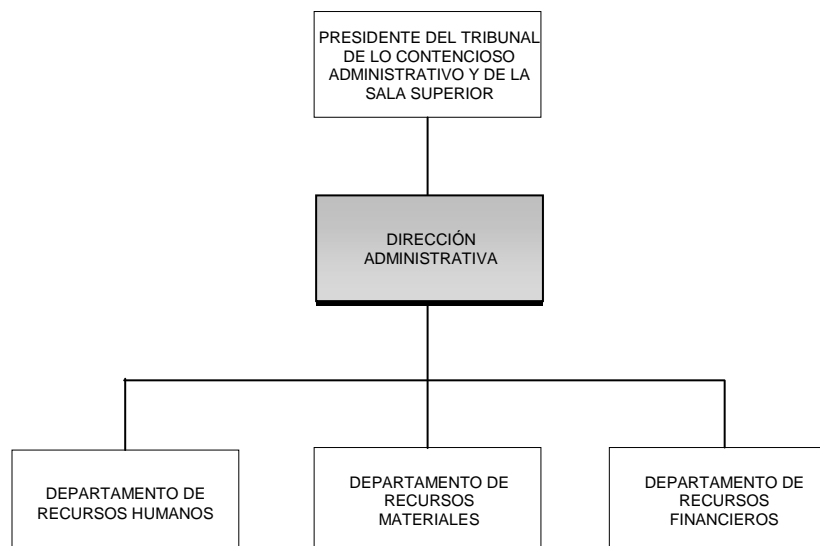 PRESIDENTE DEL TRIBUNAL
DE LO CONTENCIOSO
ADMINISTRATIVO Y DE LA
SALA SUPERIOR
DIRECCIÓN
ADMINISTRATIVA
DEPARTAMENTO DE
RECURSOS HUMANOS
DEPARTAMENTO DE
RECURSOS
MATERIALES
DEPARTAMENTO DE
RECURSOS
FINANCIEROS